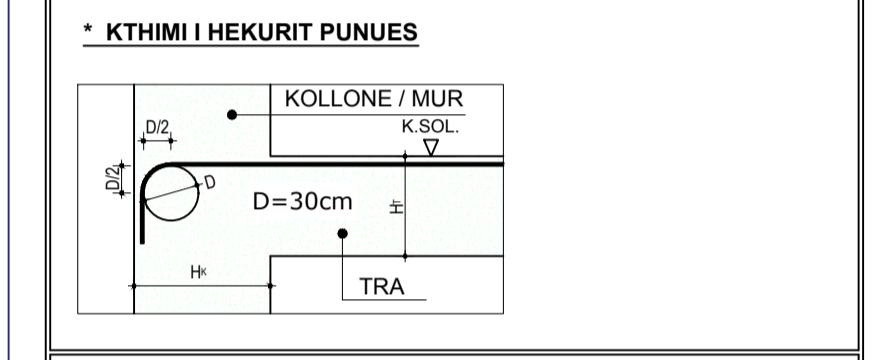 * KTHIMI I HEKURIT PUNUES
KOLLONE / MUR
D/2
K.SOL.
D/2
D
D=30cm
HT
HK
TRA